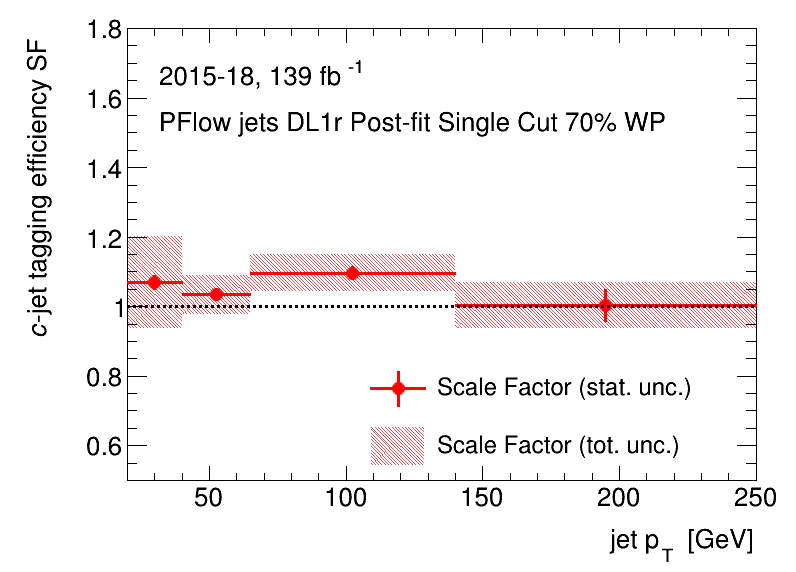 c-jet tagging efficiency SF
1.8
1.6
1.4
1.2
1
0.8
0.6
2015-18, 139 fb -1
PFlow jets DL1r Post-fit Single Cut 70% WP
Scale Factor (stat. unc.)
Scale Factor (tot. unc.)
50 100 150 200 250
jet p T [GeV]